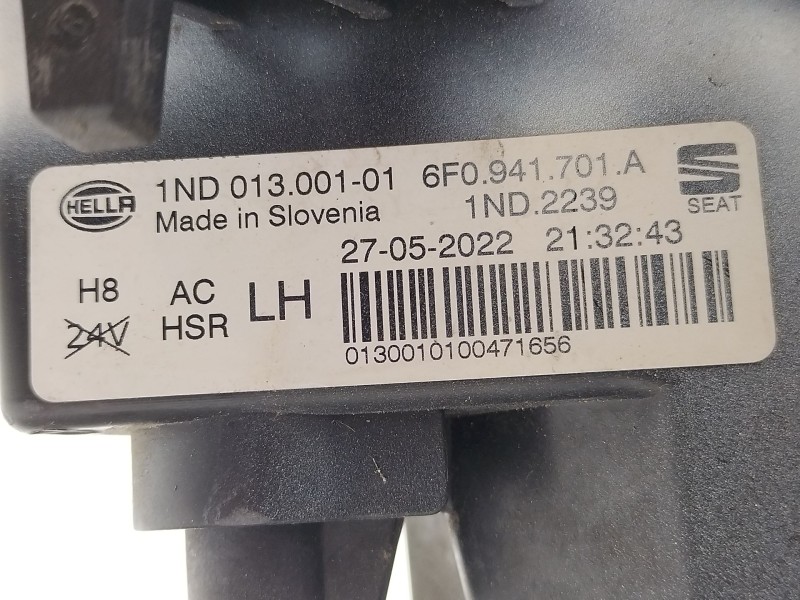 HELLA
1ND 013.001-01 6F0.941.701.A
Made in Slovenia 1ND.2239
SEAT
27-05-2022 21:32:43
H8 AC LH
24V HSR
0130010100471656